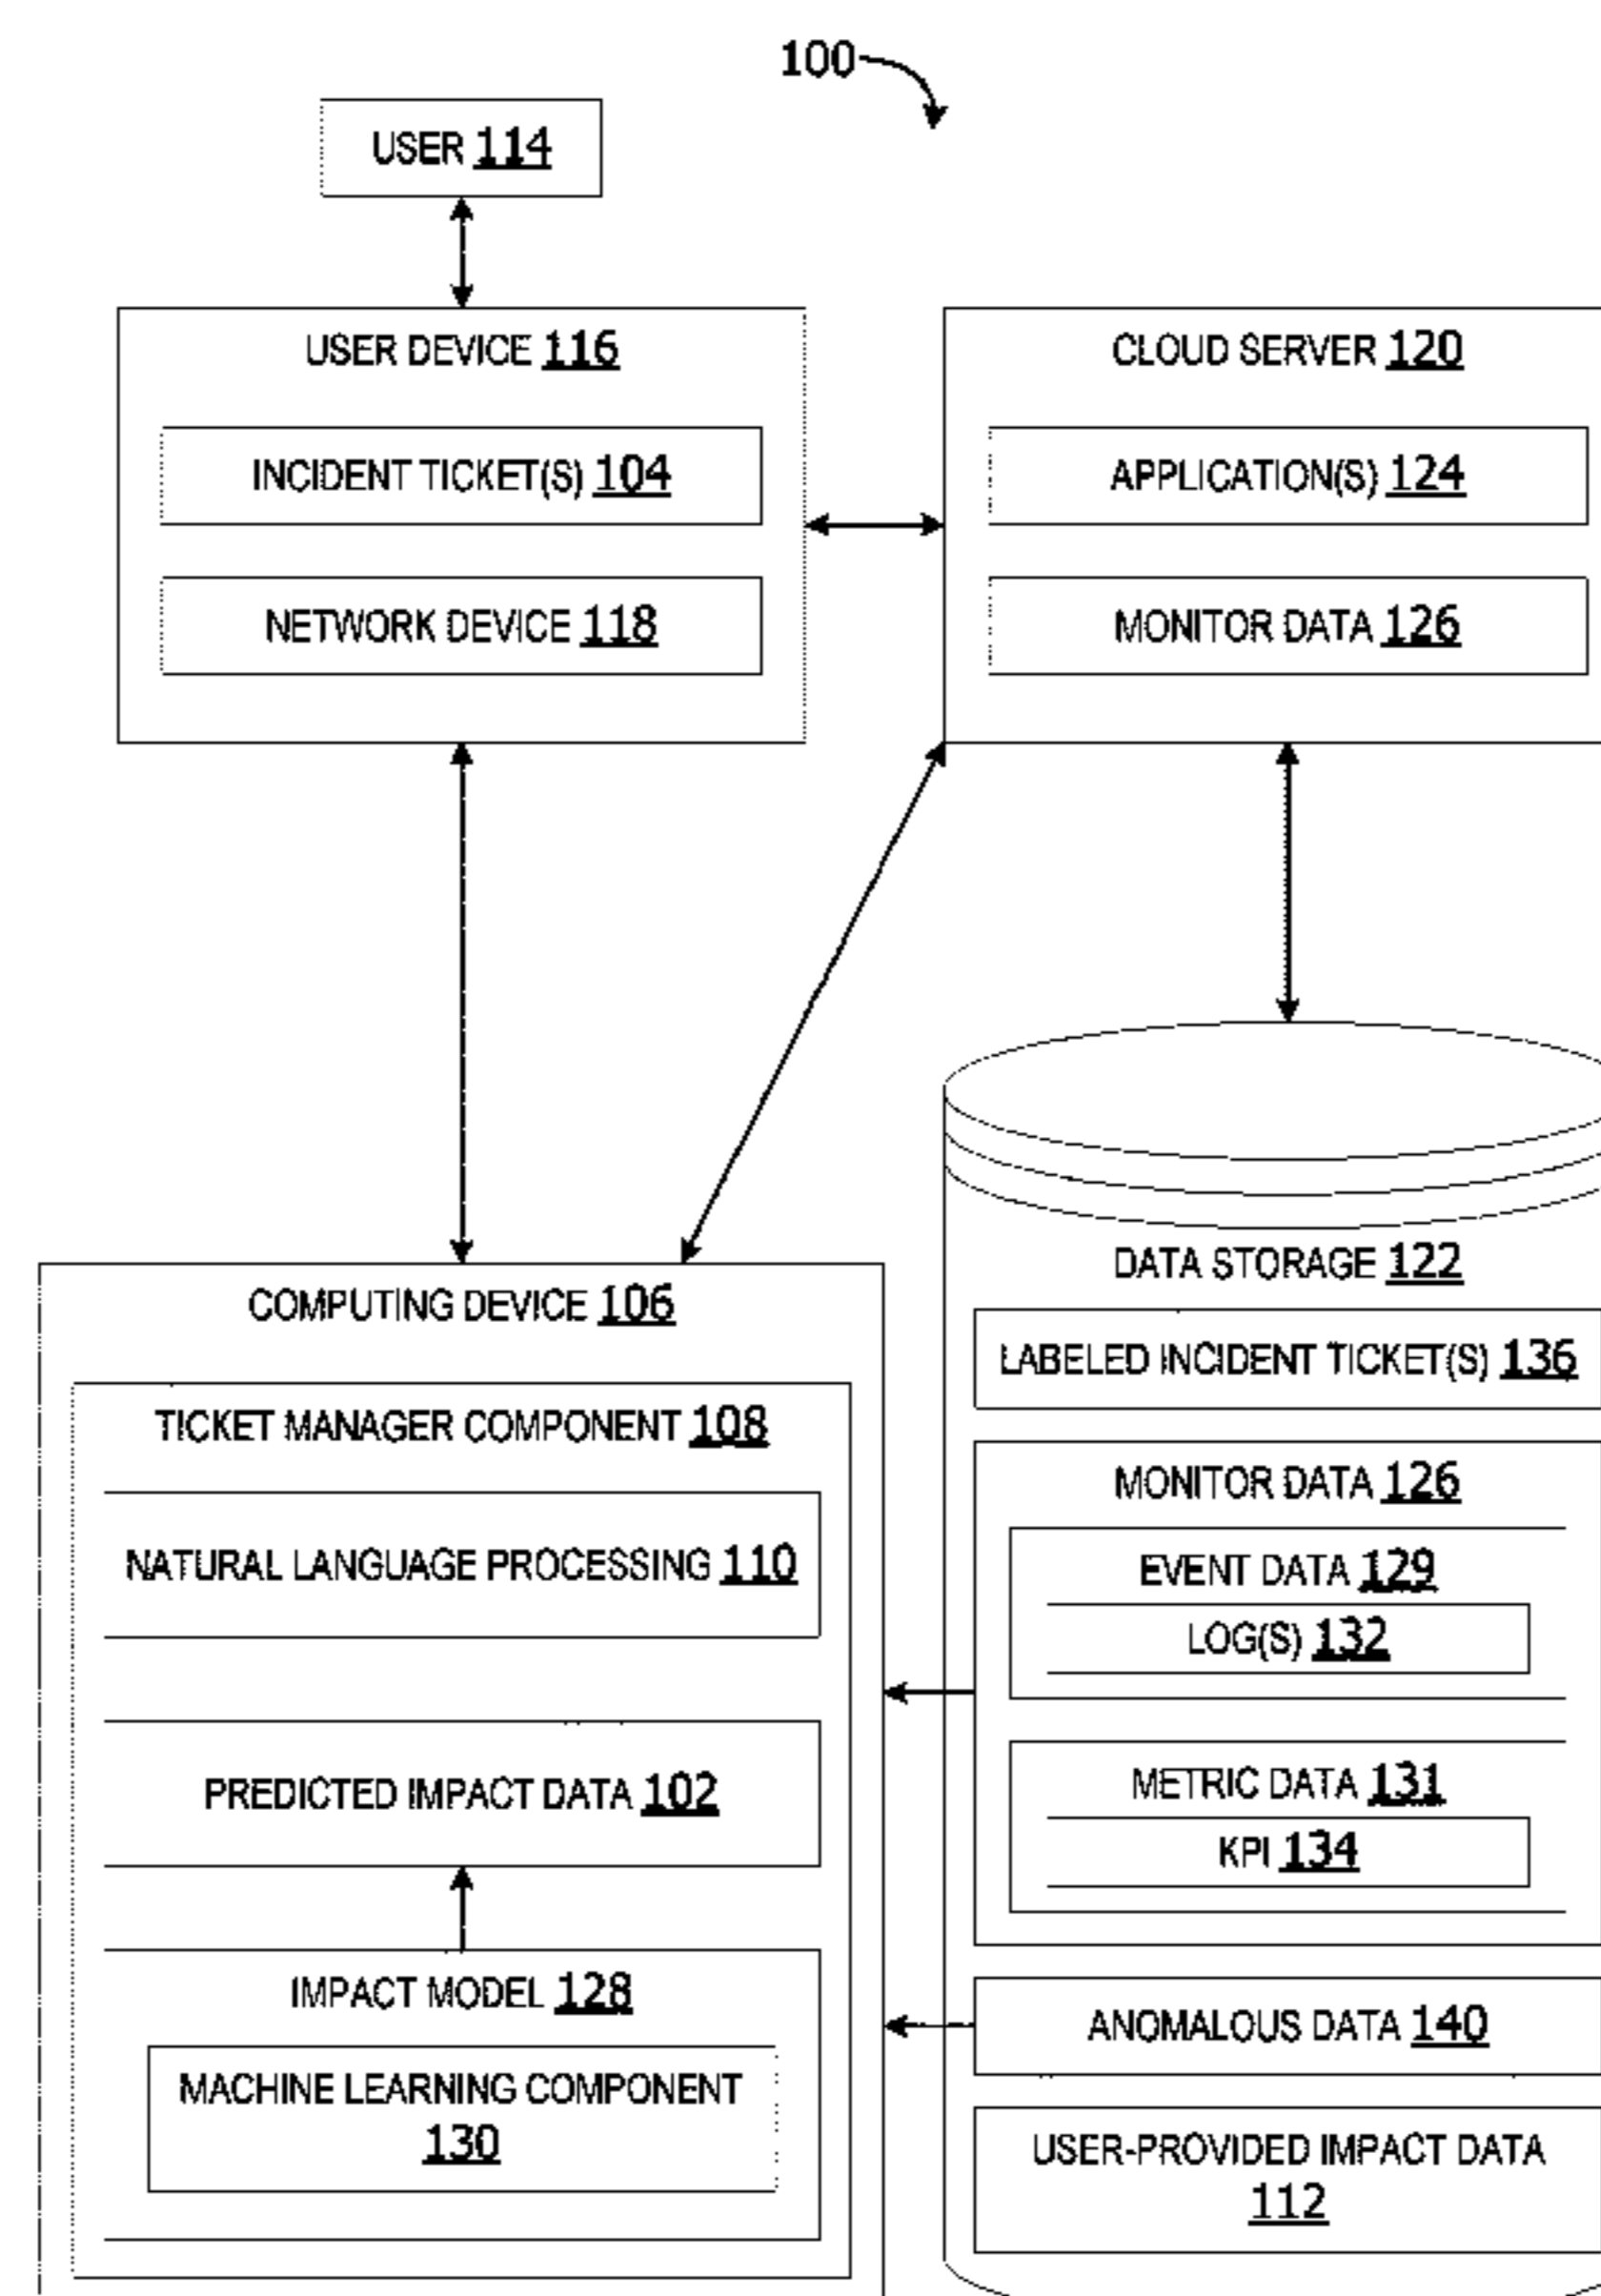 100
USER 114
USER DEVICE 116
INCIDENT TICKET(S) 104
NETWORK DEVICE 118
CLOUD SERVER 120
APPLICATION(S) 124
MONITOR DATA 126
COMPUTING DEVICE 106
TICKET MANAGER COMPONENT 108
NATURAL LANGUAGE PROCESSING 110
PREDICTED IMPACT DATA 102
IMPACT MODEL 128
MACHINE LEARNING COMPONENT
130
DATA STORAGE 122
LABELED INCIDENT TICKET(S) 136
MONITOR DATA 126
EVENT DATA 129
LOG(S) 132
METRIC DATA 131
KPI 134
ANOMALOUS DATA 140
USER-PROVIDED IMPACT DATA
112